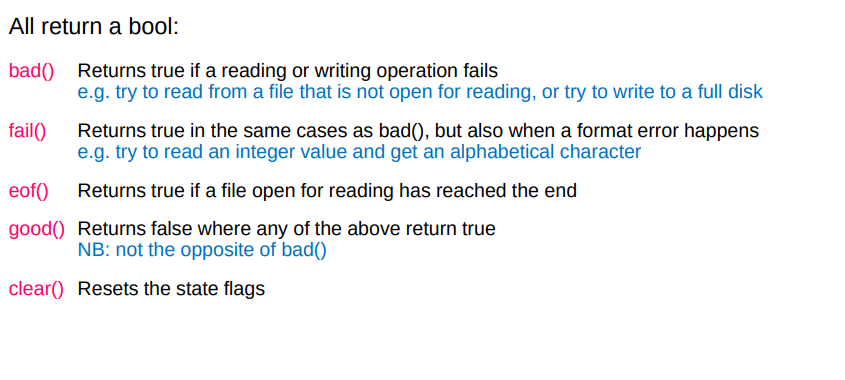 All return a bool:
bad() Returns true if a reading or writing operation fails
e.g. try to read from a file that is not open for reading, or try to write to a full disk
fail() Returns true in the same cases as bad(), but also when a format error happens
e.g. try to read an integer value and get an alphabetical character
eof() Returns true if a file open for reading has reached the end
good() Returns false where any of the above return true
NB: not the opposite of bad()
clear() Resets the state flags